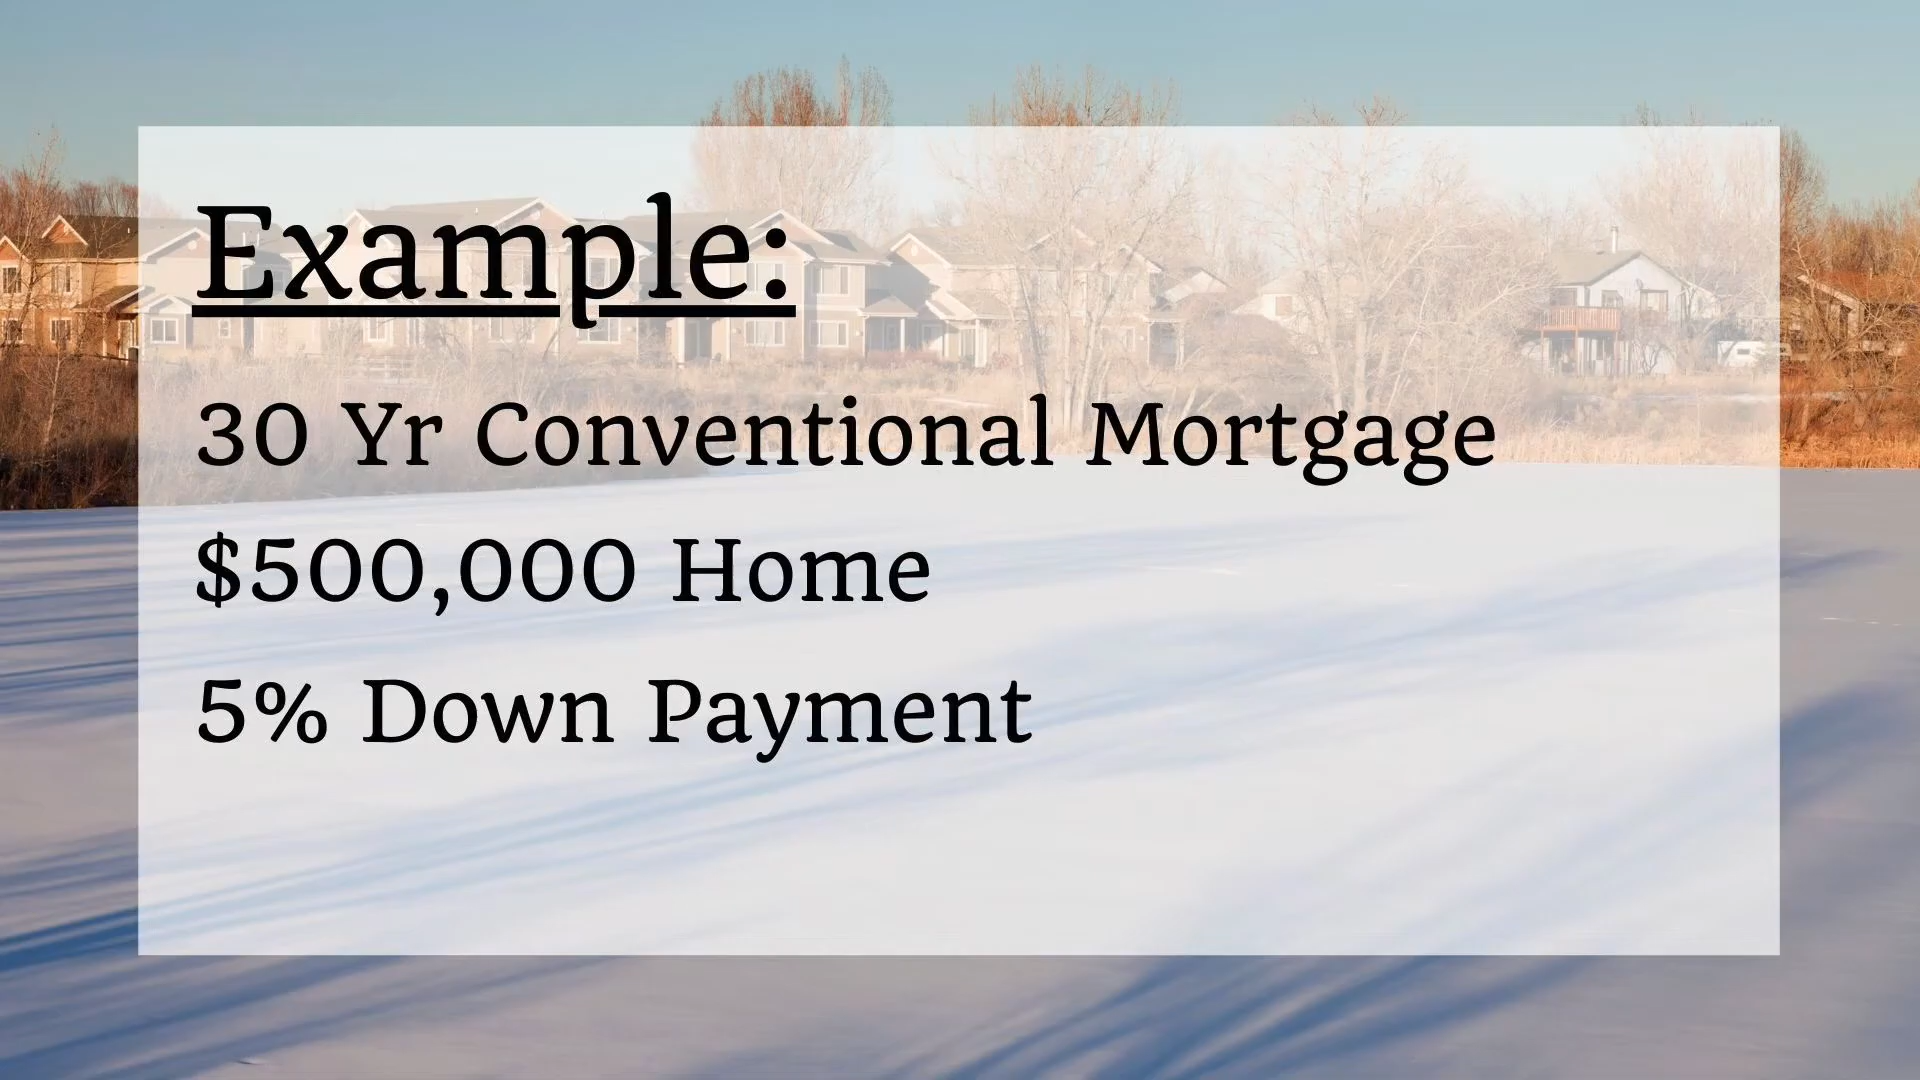 Example:
30 Yr Conventional Mortgage
$500,000 Home
5% Down Payment